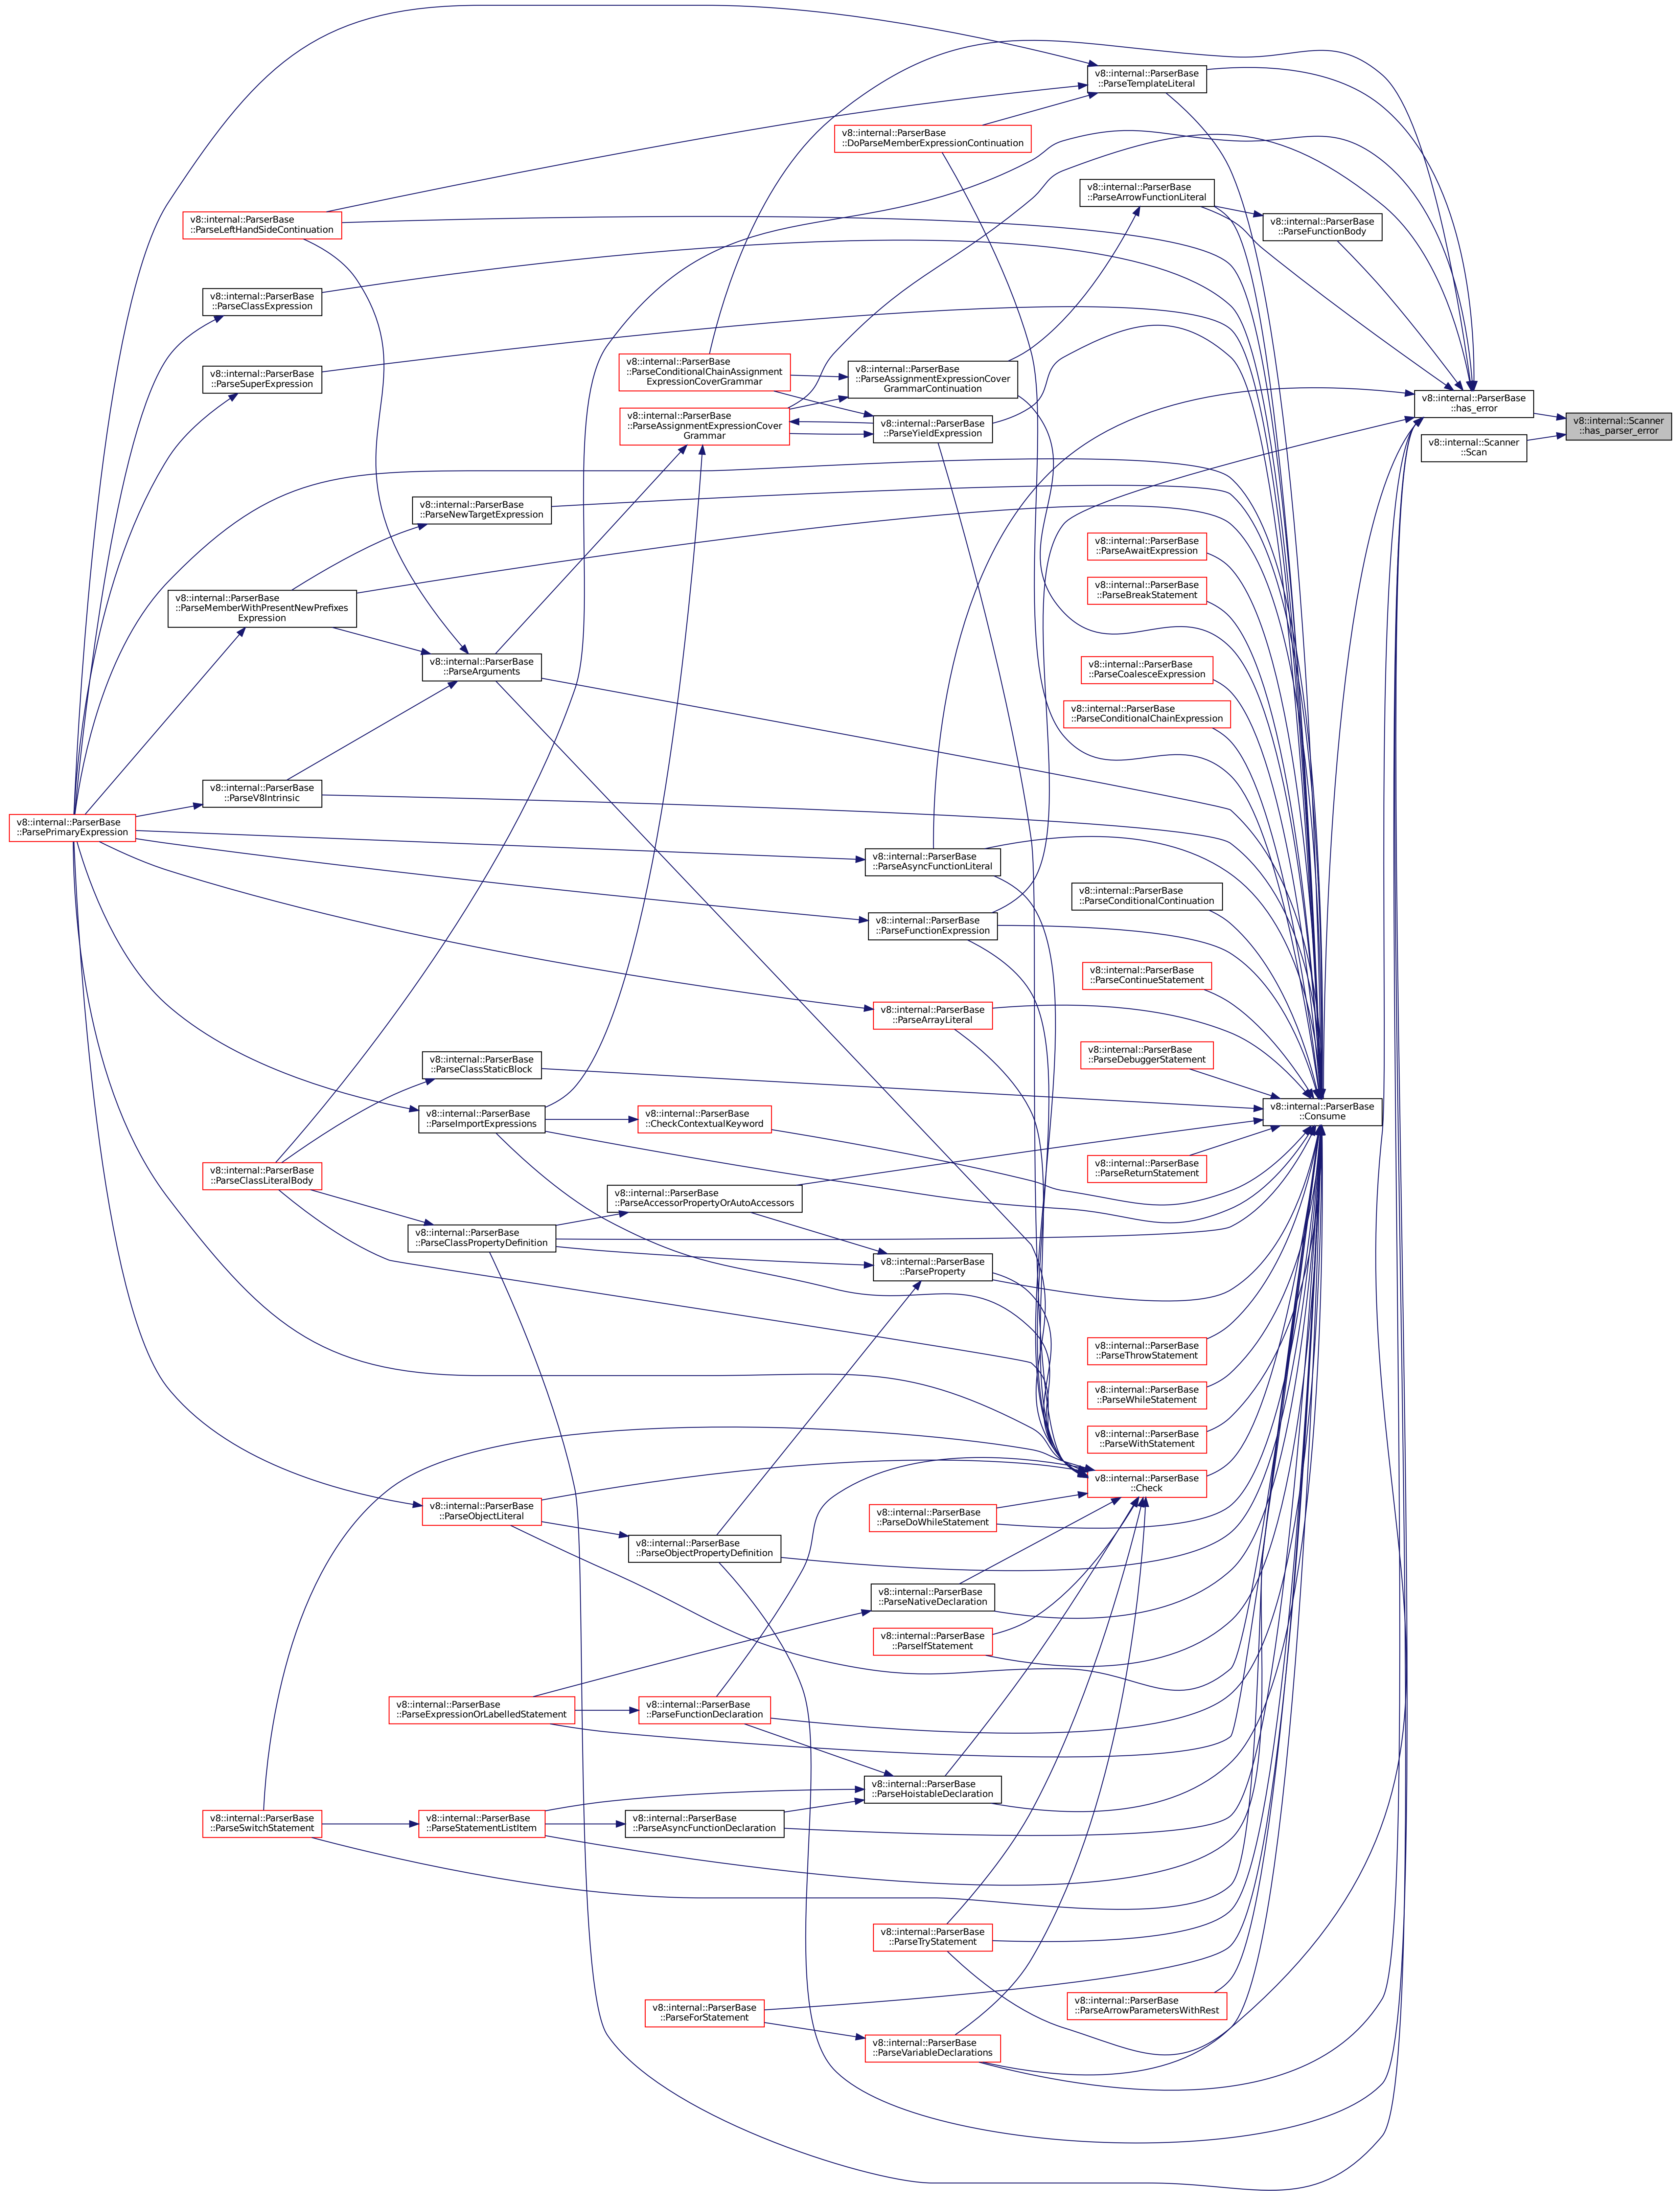 v8::internal::ParserBase
::ParseTemplateLiteral
v8::internal::ParserBase
::DoParseMemberExpressionContinuation
v8::internal::ParserBase
::ParseArrowFunctionLiteral
v8::internal::ParserBase
::ParseLeftHandSideContinuation
v8::internal::ParserBase
::ParseFunctionBody
v8::internal::ParserBase
::ParseClassExpression
v8::internal::ParserBase
::ParseSuperExpression
v8::internal::ParserBase
::ParseConditionalChainAssignment
ExpressionCoverGrammar
v8::internal::ParserBase
::ParseAssignmentExpressionCover
GrammarContinuation
v8::internal::ParserBase
::has_error
v8::internal::Scanner
::has_parser_error
v8::internal::ParserBase
::ParseAssignmentExpressionCover
Grammar
v8::internal::ParserBase
::ParseYieldExpression
v8::internal::Scanner
::Scan
v8::internal::ParserBase
::ParseNewTargetExpression
v8::internal::ParserBase
::ParseAwaitExpression
v8::internal::ParserBase
::ParseBreakStatement
v8::internal::ParserBase
::ParseMemberWithPresentNewPrefixes
Expression
v8::internal::ParserBase
::ParseArguments
v8::internal::ParserBase
::ParseCoalesceExpression
v8::internal::ParserBase
::ParseConditionalChainExpression
v8::internal::ParserBase
::ParseV8Intrinsic
v8::internal::ParserBase
::ParsePrimaryExpression
v8::internal::ParserBase
::ParseAsyncFunctionLiteral
v8::internal::ParserBase
::ParseConditionalContinuation
v8::internal::ParserBase
::ParseFunctionExpression
v8::internal::ParserBase
::ParseContinueStatement
v8::internal::ParserBase
::ParseArrayLiteral
v8::internal::ParserBase
::ParseDebuggerStatement
v8::internal::ParserBase
::ParseClassStaticBlock
v8::internal::ParserBase
::Consume
v8::internal::ParserBase
::ParseImportExpressions
v8::internal::ParserBase
::CheckContextualKeyword
v8::internal::ParserBase
::ParseReturnStatement
v8::internal::ParserBase
::ParseClassLiteralBody
v8::internal::ParserBase
::ParseAccessorPropertyOrAutoAccessors
v8::internal::ParserBase
::ParseClassPropertyDefinition
v8::internal::ParserBase
::ParseProperty
v8::internal::ParserBase
::ParseThrowStatement
v8::internal::ParserBase
::ParseWhileStatement
v8::internal::ParserBase
::ParseWithStatement
v8::internal::ParserBase
::Check
v8::internal::ParserBase
::ParseObjectLiteral
v8::internal::ParserBase
::ParseDoWhileStatement
v8::internal::ParserBase
::ParseObjectPropertyDefinition
v8::internal::ParserBase
::ParseNativeDeclaration
v8::internal::ParserBase
::ParseIfStatement
v8::internal::ParserBase
::ParseExpressionOrLabelledStatement
v8::internal::ParserBase
::ParseFunctionDeclaration
v8::internal::ParserBase
::ParseHoistableDeclaration
v8::internal::ParserBase
::ParseSwitchStatement
v8::internal::ParserBase
::ParseStatementListItem
v8::internal::ParserBase
::ParseAsyncFunctionDeclaration
v8::internal::ParserBase
::ParseTryStatement
v8::internal::ParserBase
::ParseForStatement
v8::internal::ParserBase
::ParseArrowParametersWithRest
v8::internal::ParserBase
::ParseVariableDeclarations